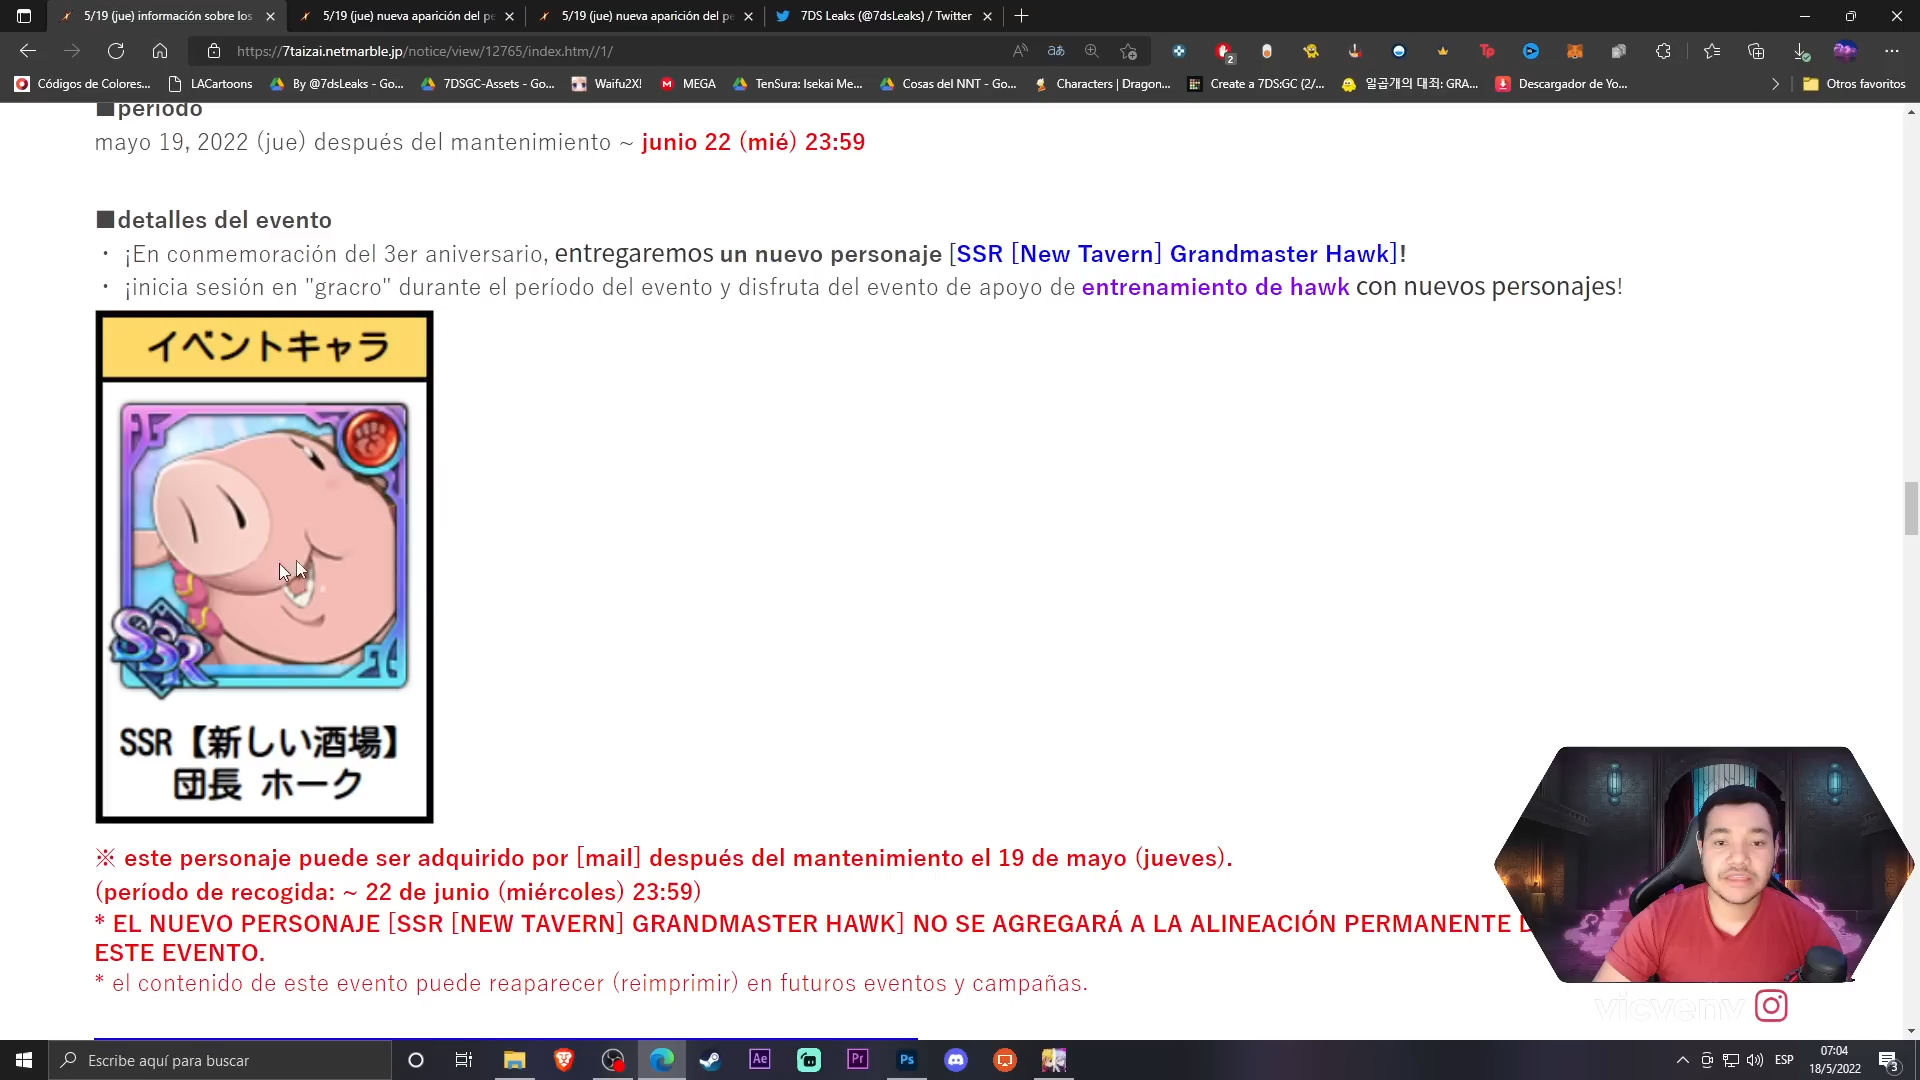 5/19 (jue) información sobre los
5/19 (jue) nueva aparición del pe
5/19 (jue) nueva aparición del pe
7DS Leaks (@7dsLeaks) / Twitter
https://7taizai.netmarble.jp/notice/view/12765/index.htm//1/
Códigos de Colores...
LACartoons
By @7dsLeaks - Go...
7DSGC-Assets - Go...
Waifu2X!
MEGA
TenSura: Isekai Me...
Cosas del NNT - Go...
Characters | Dragon...
Create a 7DS:GC (2/...
일곱개의 대죄: GRA...
Descargador de Yo...
Otros favoritos
■período
mayo 19, 2022 (jue) después del mantenimiento ~ junio 22 (mié) 23:59
■detalles del evento
・ ¡En conmemoración del 3er aniversario, entregaremos un nuevo personaje [SSR [New Tavern] Grandmaster Hawk]!
・ ¡inicia sesión en "gracro" durante el período del evento y disfruta del evento de apoyo de entrenamiento de hawk con nuevos personajes!
イベントキャラ
SSR
SSR【新しい酒場】
団長 ホーク
※ este personaje puede ser adquirido por [mail] después del mantenimiento el 19 de mayo (jueves).
(período de recogida: ~ 22 de junio (miércoles) 23:59)
* EL NUEVO PERSONAJE [SSR [NEW TAVERN] GRANDMASTER HAWK] NO SE AGREGARÁ A LA ALINEACIÓN PERMANENTE
ESTE EVENTO.
* el contenido de este evento puede reaparecer (reimprimir) en futuros eventos y campañas.
vicvenv
Escribe aquí para buscar
Ae
Pr
Ps
ESP
07:04
18/5/2022
3